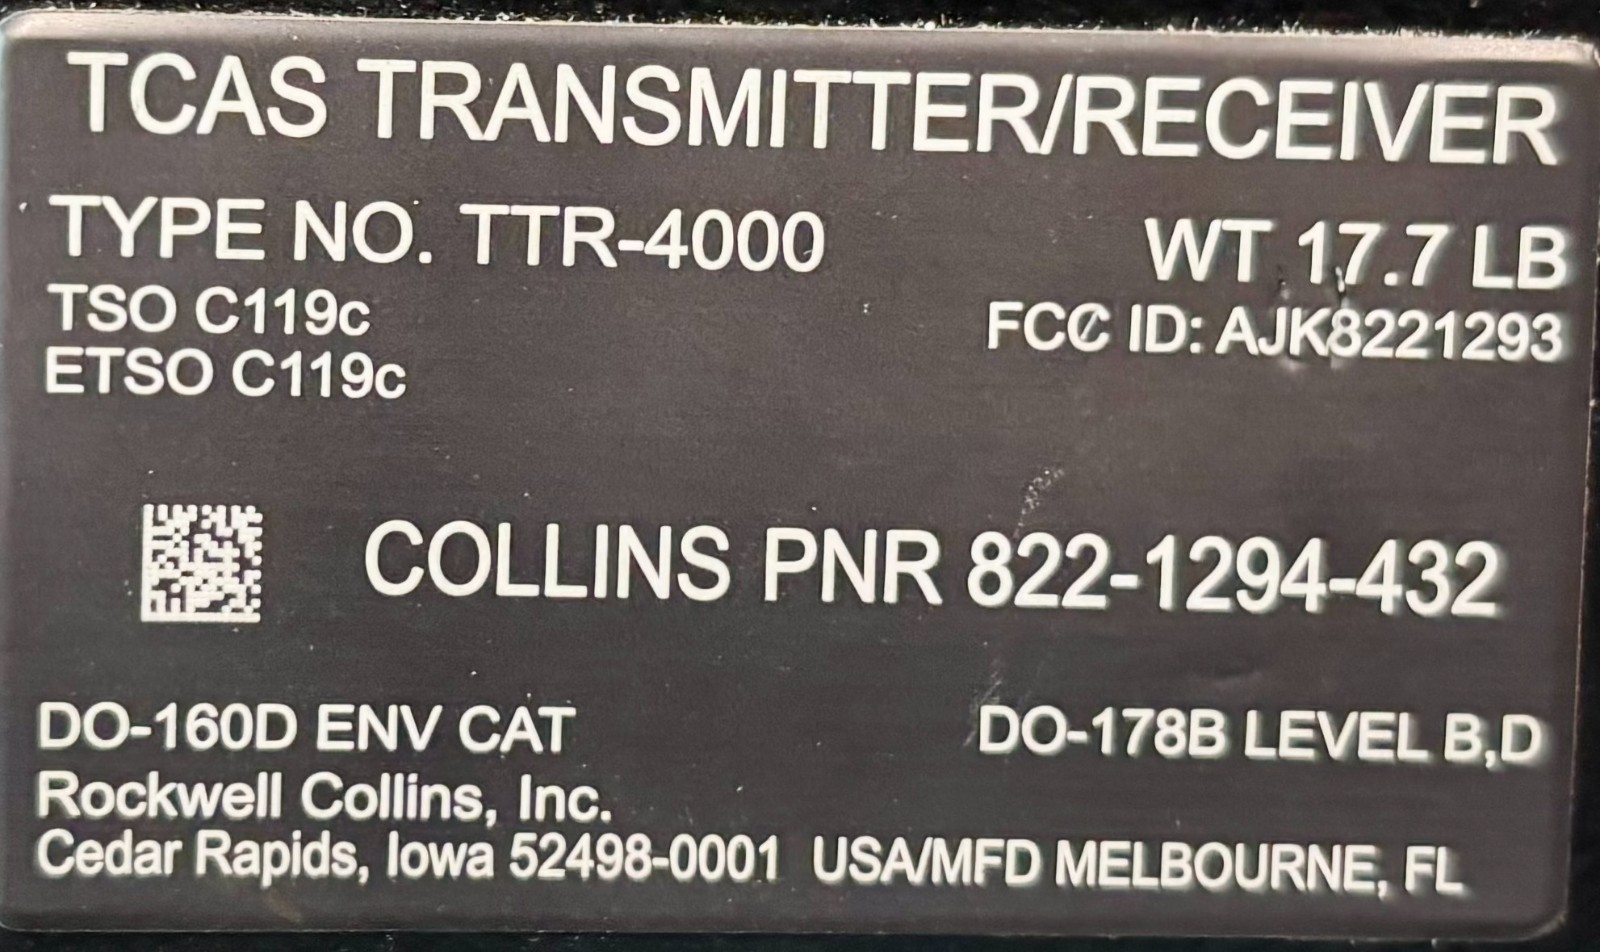 TCAS TRANSMITTER/RECEIVER
TYPE NO. TTR-4000 WT 17.7 LB
TSO C119c FCC ID: AJK8221293
ETSO C119c
COLLINS PNR 822-1294-432
DO-160D ENV CAT DO-178B LEVEL B,D
Rockwell Collins, Inc.
Cedar Rapids, Iowa 52498-0001 USA/MFD MELBOURNE, FL